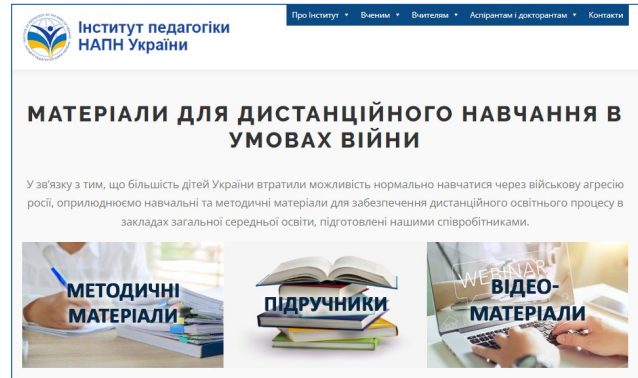 Про Інститут Вченим Вчителям Аспірантам і докторантам Контакти
Інститут педагогіки
НАПН України
МАТЕРІАЛИ ДЛЯ ДИСТАНЦІЙНОГО НАВЧАННЯ В
УМОВАХ ВІЙНИ
У зв'язку з тим, що більшість дітей України втратили можливість нормально навчатися через військову агресію
росії, оприлюднюємо навчальні та методичні матеріали для забезпечення дистанційного освітнього процесу в
закладах загальної середньої освіти, підготовлені нашими співробітниками.
МЕТОДИЧНІ
МАТЕРІАЛИ
ПІДРУЧНИКИ
WEBINAR
ВІДЕО-
МАТЕРІАЛИ